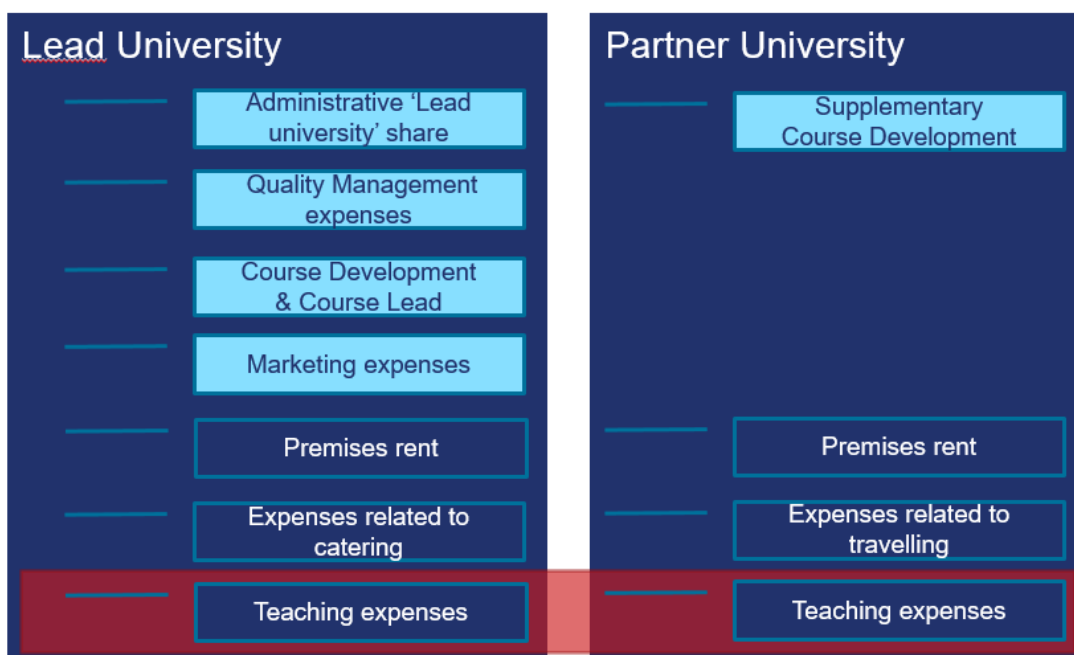 Lead University
Administrative ‘Lead
university’ share
Quality Management
expenses
Course Development
& Course Lead
Marketing expenses
Premises rent
Expenses related to
catering
Teaching expenses
Partner University
Supplementary
Course Development
Premises rent
Expenses related to
travelling
Teaching expenses